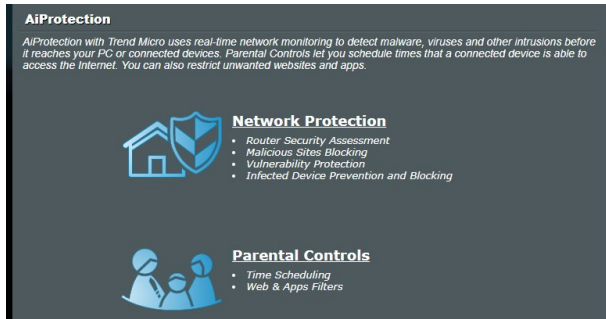 AiProtection
AiProtection with Trend Micro uses real-time network monitoring to detect malware, viruses and other intrusions before
it reaches your PC or connected devices. Parental Controls let you schedule times that a connected device is able to
access the Internet. You can also restrict unwanted websites and apps.
Network Protection
• Router Security Assessment
• Malicious Sites Blocking
• Vulnerability Protection
• Infected Device Prevention and Blocking
Parental Controls
• Time Scheduling
• Web & Apps Filters